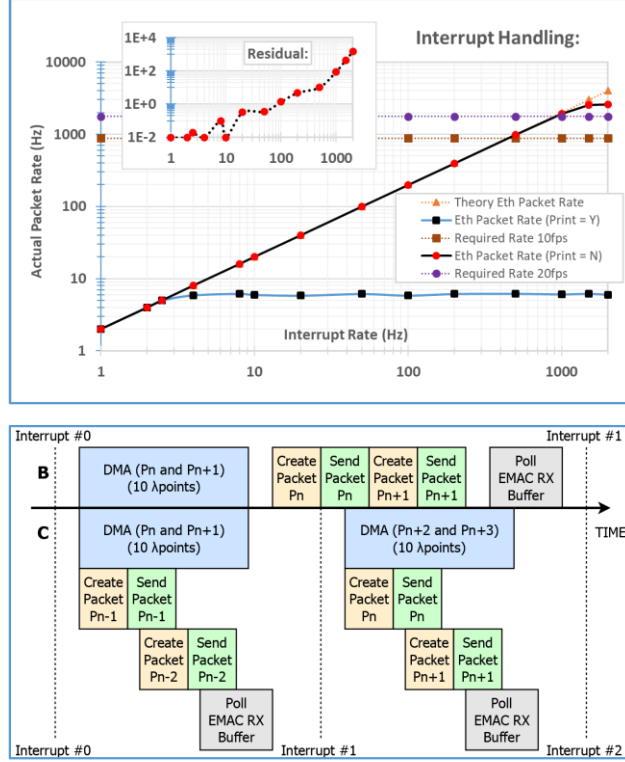 Interrupt Handling:
Residual:
1E+4
1E+2
1E+0
1E-2
1
10
100
1000
10000
1000
100
10
1
Actual Packet Rate (Hz)
Theory Eth Packet Rate
Eth Packet Rate (Print = Y)
Required Rate 10fps
Eth Packet Rate (Print = N)
Required Rate 20fps
Interrupt Rate (Hz)
1
10
100
1000
Interrupt #0
Interrupt #1
B
DMA (Pn and Pn+1)
(10 λpoints)
Create
Packet
Pn
Send
Packet
Pn
Create
Packet
Pn+1
Send
Packet
Pn+1
Poll
EMAC RX
Buffer
TIME
C
DMA (Pn and Pn+1)
(10 λpoints)
DMA (Pn+2 and Pn+3)
(10 λpoints)
Create
Packet
Pn-1
Send
Packet
Pn-1
Create
Packet
Pn
Send
Packet
Pn
Create
Packet
Pn-2
Send
Packet
Pn-2
Create
Packet
Pn+1
Send
Packet
Pn+1
Poll
EMAC RX
Buffer
Poll
EMAC RX
Buffer
Interrupt #0
Interrupt #1
Interrupt #2